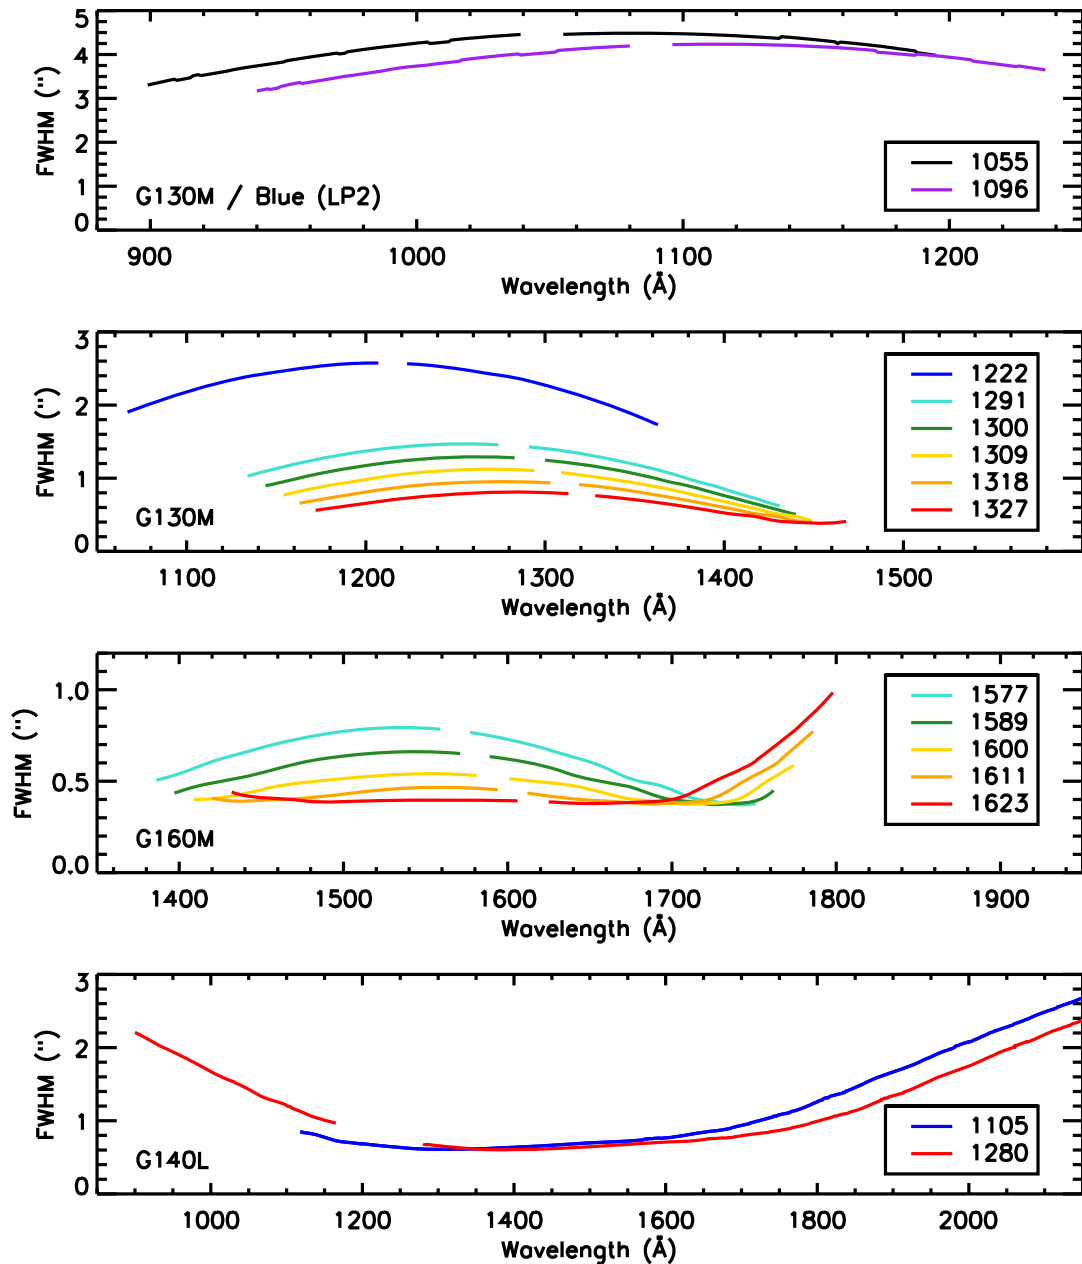 5
4
3
2
1
0
FWHM (")
G130M / Blue (LP2)
1055
1096
900 1000 1100 1200
Wavelength (Å)
3
2
1
0
FWHM (")
G130M
1222
1291
1300
1309
1318
1327
1100 1200 1300 1400 1500
Wavelength (Å)
1.0
0.5
0.0
FWHM (")
G160M
1577
1589
1600
1611
1623
1400 1500 1600 1700 1800 1900
Wavelength (Å)
3
2
1
0
FWHM (")
G140L
1105
1280
1000 1200 1400 1600 1800 2000
Wavelength (Å)